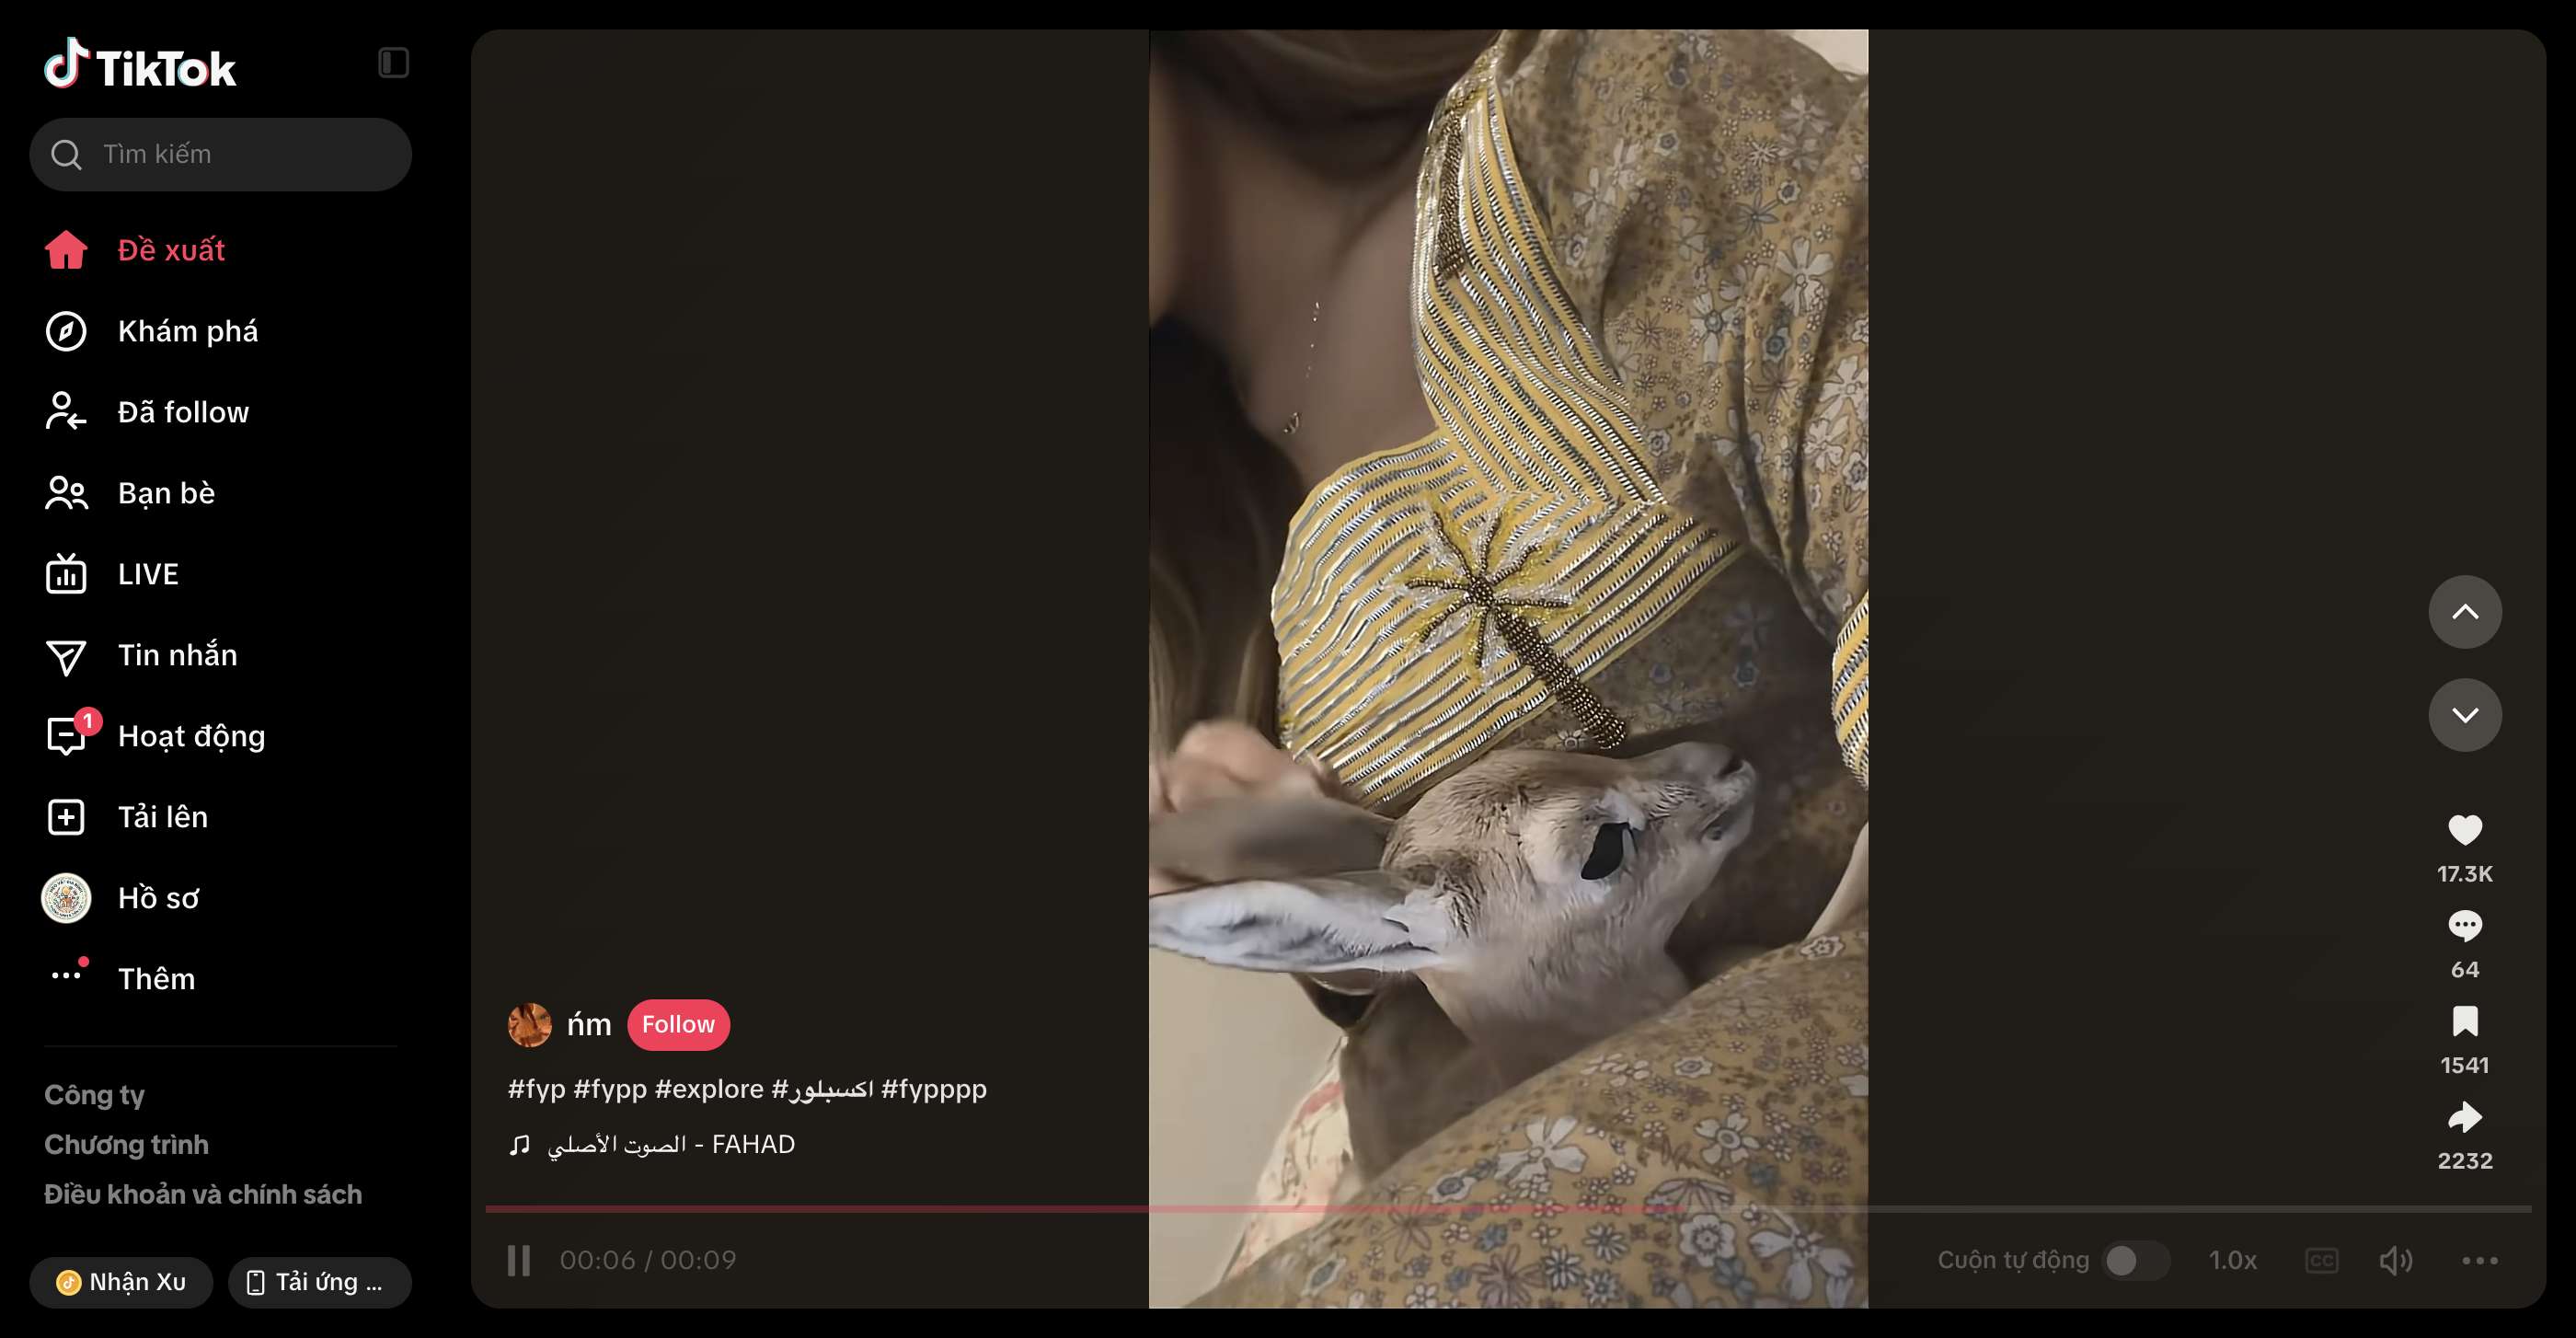 TikTok
Tìm kiếm
Đề xuất
Khám phá
Đã follow
Bạn bè
LIVE
Tin nhắn
1
Hoạt động
Tải lên
Hồ sơ
Thêm
Công ty
Chương trình
Điều khoản và chính sách
Nhận Xu
Tải ứng ...
ńm
Follow
#fyp #fypp #explore #اكسبلور #fypppp
الصوت الأصلي - FAHAD
00:06 / 00:09
17.3K
64
1541
2232
Cuộn tự động
1.0x
CC